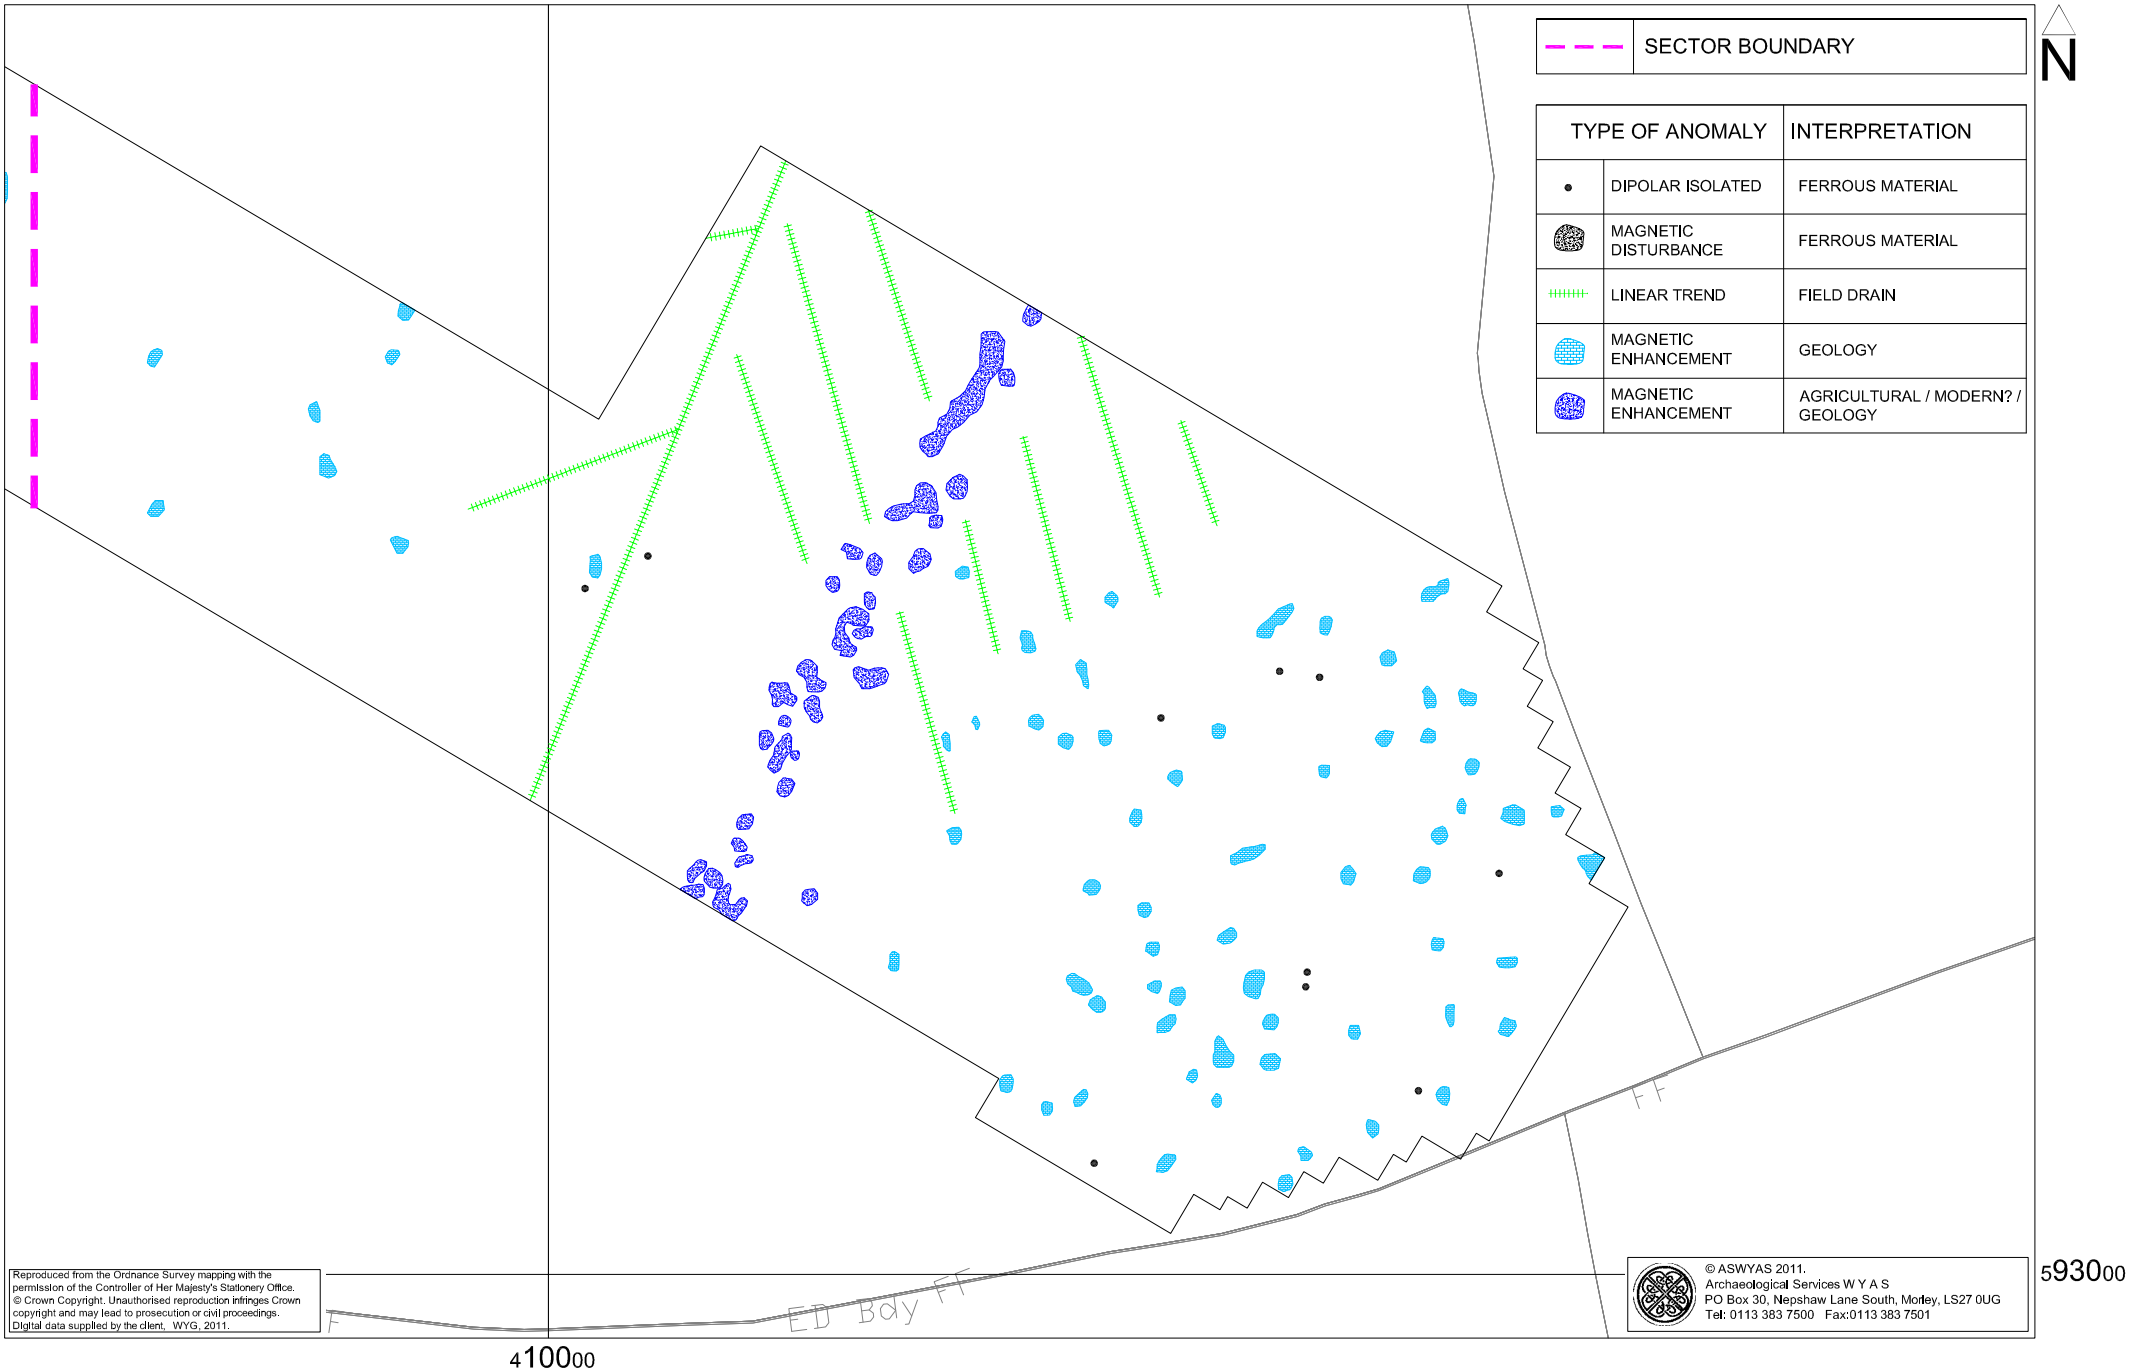 SECTOR BOUNDARY
N
TYPE OF ANOMALY INTERPRETATION
DIPOLAR ISOLATED FERROUS MATERIAL
MAGNETIC
DISTURBANCE
FERROUS MATERIAL
LINEAR TREND FIELD DRAIN
MAGNETIC
ENHANCEMENT
GEOLOGY
MAGNETIC
ENHANCEMENT
AGRICULTURAL / MODERN? /
GEOLOGY
FF
ED Bdy FF
F
Reproduced from the Ordnance Survey mapping with the
permission of the Controller of Her Majesty's Stationery Office.
© Crown Copyright. Unauthorised reproduction infringes Crown
copyright and may lead to prosecution or civil proceedings.
Digital data supplied by the client, WYG, 2011.
© ASWYAS 2011.
Archaeological Services W Y A S
PO Box 30, Nepshaw Lane South, Morley, LS27 0UG
Tel: 0113 383 7500 Fax:0113 383 7501
593000
410000